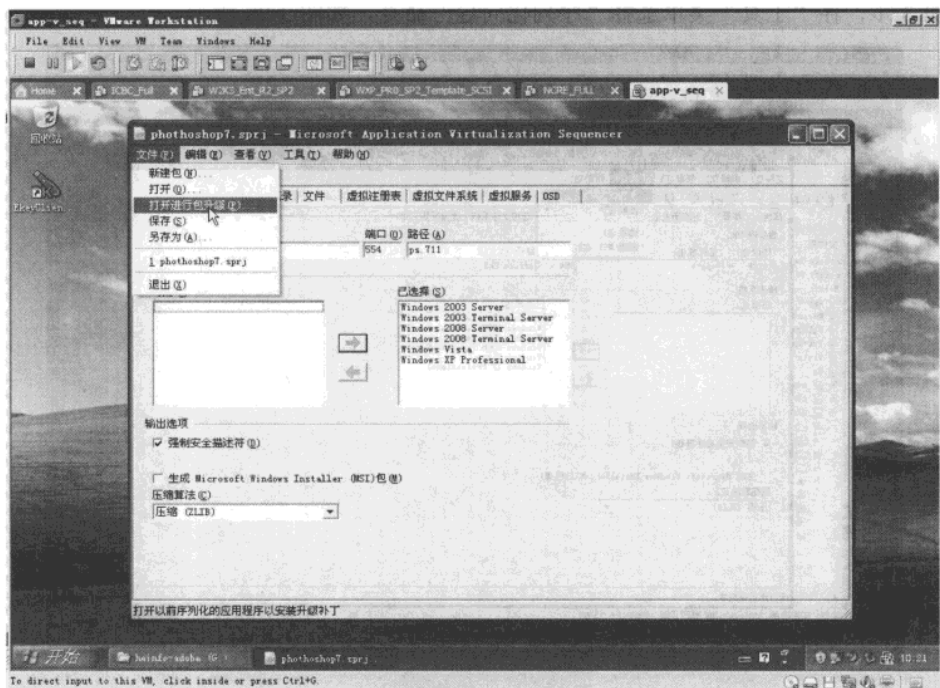 app-v_seq - VMware Workstation
File Edit View VM Team Windows Help
Home ICBC_Full W2K3_Ent_R2_SP2 WXP_PRO_SP2_Template_SCSI NCRE_FULL app-v_seq
回收站
phothoshop7.sprj - Microsoft Application Virtualization Sequencer
文件(F) 编辑(E) 查看(V) 工具(T) 帮助(H)
新建包(N)...
打开(O)...
打开进行包升级(P)...
保存(S)
另存为(A)...
1 phothoshop7.sprj
退出(X)
录 文件 虚拟注册表 虚拟文件系统 虚拟服务 OSD
端口(O) 路径(A)
554 ps.711
已选择(S)
Windows 2003 Server
Windows 2003 Terminal Server
Windows 2008 Server
Windows 2008 Terminal Server
Windows Vista
Windows XP Professional
输出选项
强制安全描述符(D)
生成 Microsoft Windows Installer (MSI)包(M)
压缩算法(C)
压缩 (ZLIB)
打开以前序列化的应用程序以安装升级补丁
开始 phothoshop7.sprj 10:21
To direct input to this VM, click inside or press Ctrl+G.